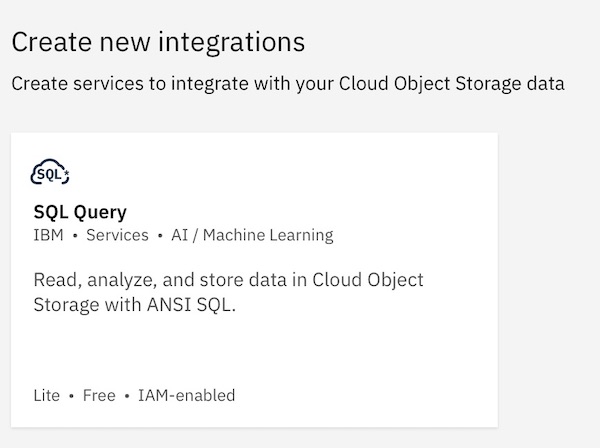 Create new integrations
Create services to integrate with your Cloud Object Storage data
SQL*
SQL Query
IBM • Services • AI / Machine Learning
Read, analyze, and store data in Cloud Object
Storage with ANSI SQL.
Lite • Free • IAM-enabled